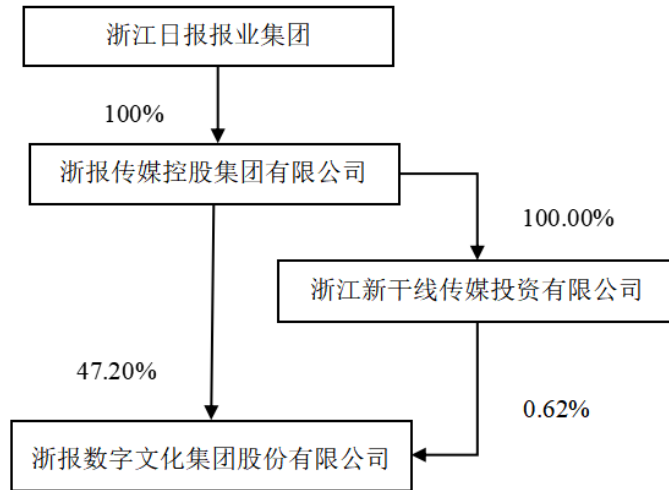 浙江日报报业集团
100%
浙报传媒控股集团有限公司
100.00%
浙江新干线传媒投资有限公司
47.20%
0.62%
浙报数字文化集团股份有限公司